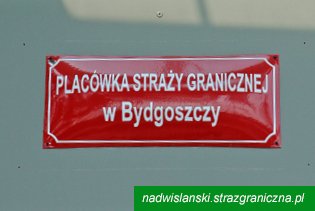 PLACÓWKA STRAŻY GRANICZNEJ
w Bydgoszczy
nadwislanski.strazgraniczna.pl